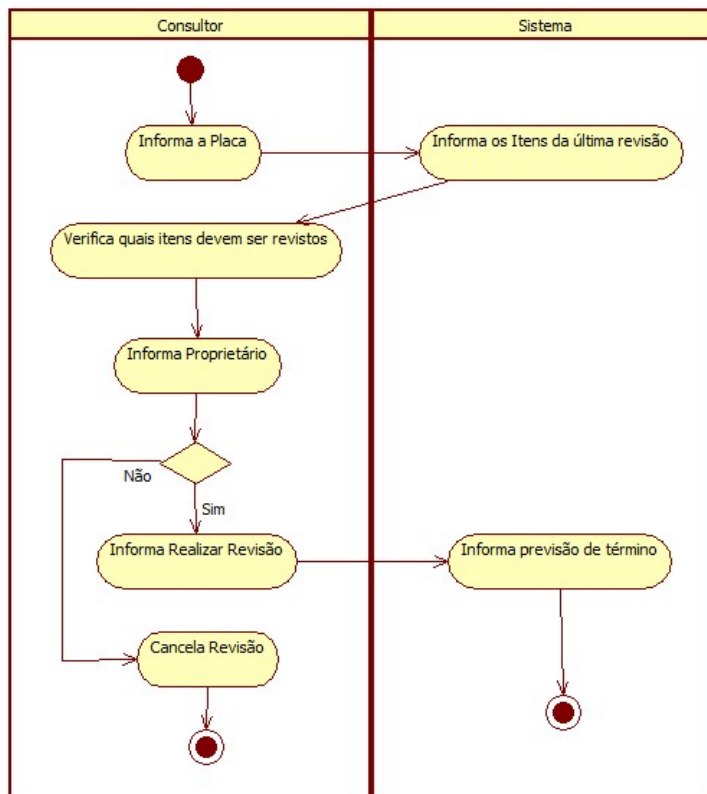 Consultor
Sistema
Informa a Placa
Informa os Itens da última revisão
Verifica quais itens devem ser revistos
Informa Proprietário
Não
Sim
Informa Realizar Revisão
Informa previsão de término
Cancela Revisão